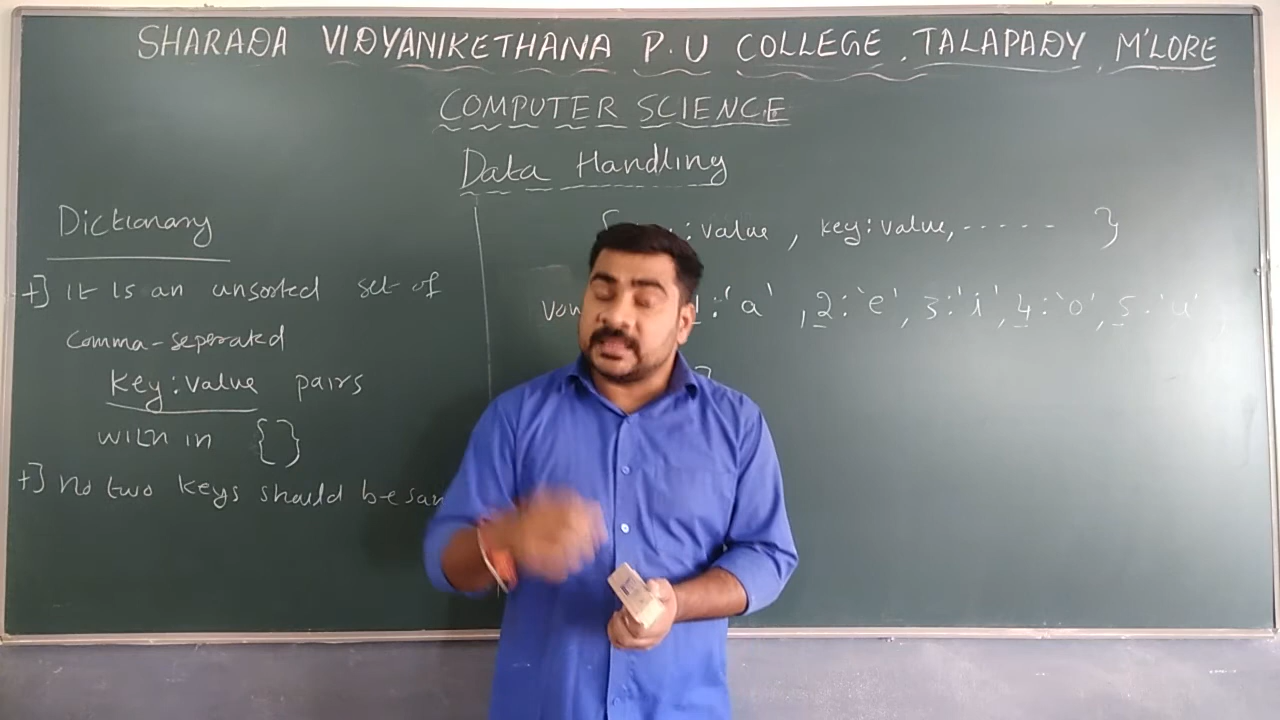 SHARADA VIDYANIKETHANA P.U COLLEGE, TALAPADY, M'LORE
COMPUTER SCIENCE
Data Handling
Dictionary
+] It is an unsorted set of
comma-seperated
Key:value pairs
with in {}
+] No two keys should be
{ :value, key:value,..... }
1:'a', 2:'e', 3:'i', 4:'o', 5:'u'
}